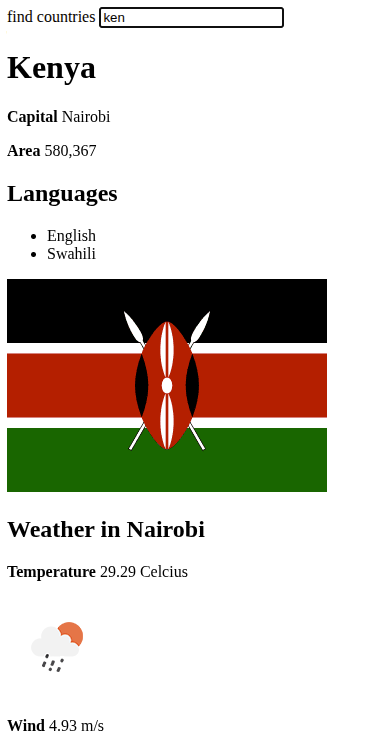 find countries ken
Kenya
Capital Nairobi
Area 580,367
Languages
English
Swahili
Weather in Nairobi
Temperature 29.29 Celcius
Wind 4.93 m/s